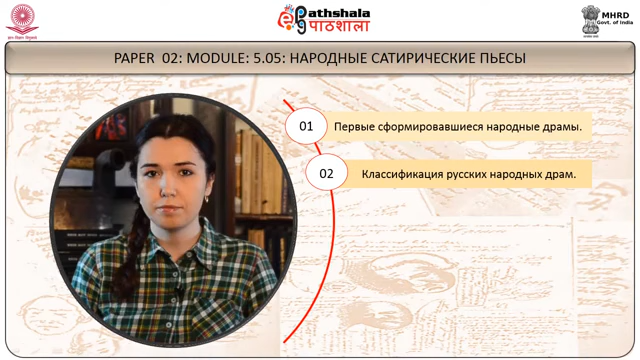 ePathshala
पाठशाला
MHRD
Govt. of India
PAPER 02: MODULE: 5.05: НАРОДНЫЕ САТИРИЧЕСКИЕ ПЬЕСЫ
01 Первые сформировавшиеся народные драмы.
02 Классификация русских народных драм.